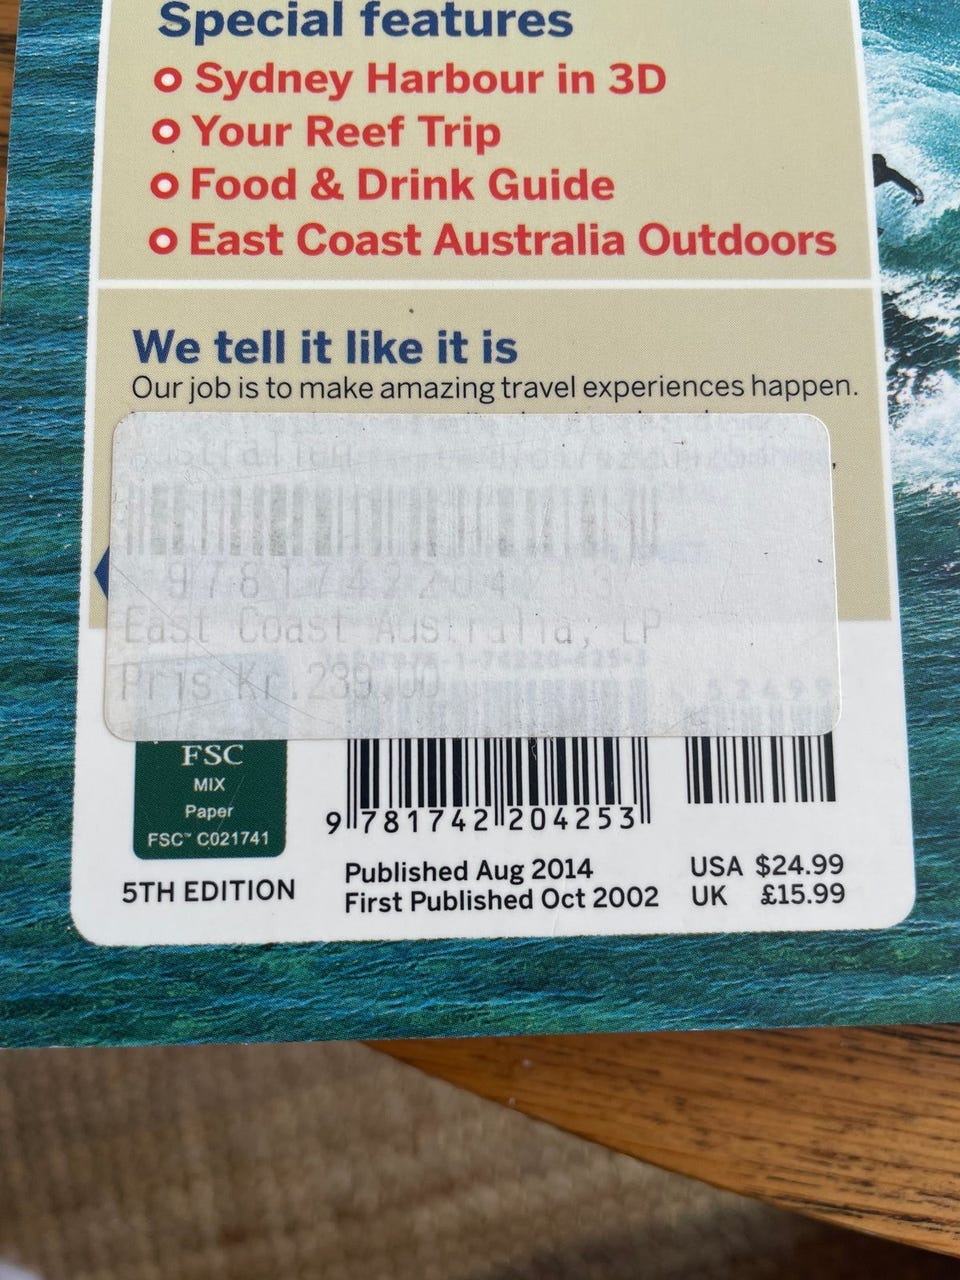 Special features
Sydney Harbour in 3D
Your Reef Trip
Food & Drink Guide
East Coast Australia Outdoors
We tell it like it is
Our job is to make amazing travel experiences happen.
East Coast Australia, LP
Pris Kr.239.00
52499
FSC
MIX
Paper
FSC™ C021741
9 781742 204253
5TH EDITION
Published Aug 2014
First Published Oct 2002
USA $24.99
UK £15.99